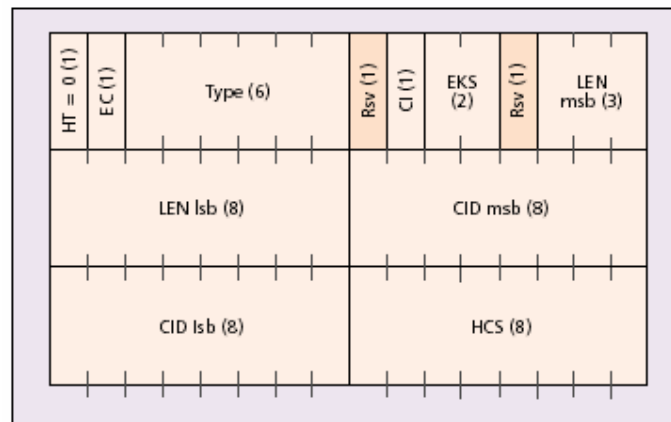 HT = 0 (1)
EC (1)
Type (6)
Rsv (1)
CI (1)
EKS
(2)
Rsv (1)
LEN
msb (3)
LEN lsb (8)
CID msb (8)
CID lsb (8)
HCS (8)